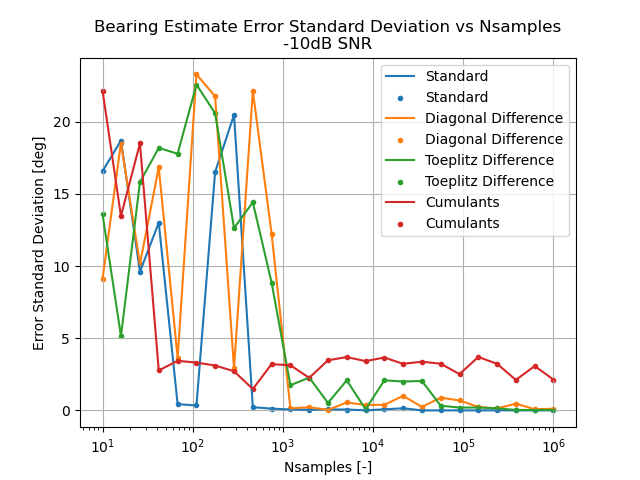 Bearing Estimate Error Standard Deviation vs Nsamples
-10dB SNR
Error Standard Deviation [deg]
20
15
10
5
0
Standard
Standard
Diagonal Difference
Diagonal Difference
Toeplitz Difference
Toeplitz Difference
Cumulants
Cumulants
10¹ 10² 10³ 10⁴ 10⁵ 10⁶
Nsamples [-]